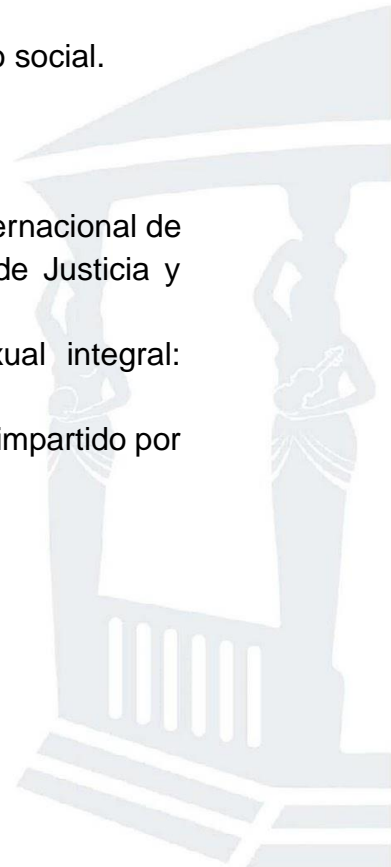 o social.
ernacional de
de Justicia y
xual integral:
impartido por